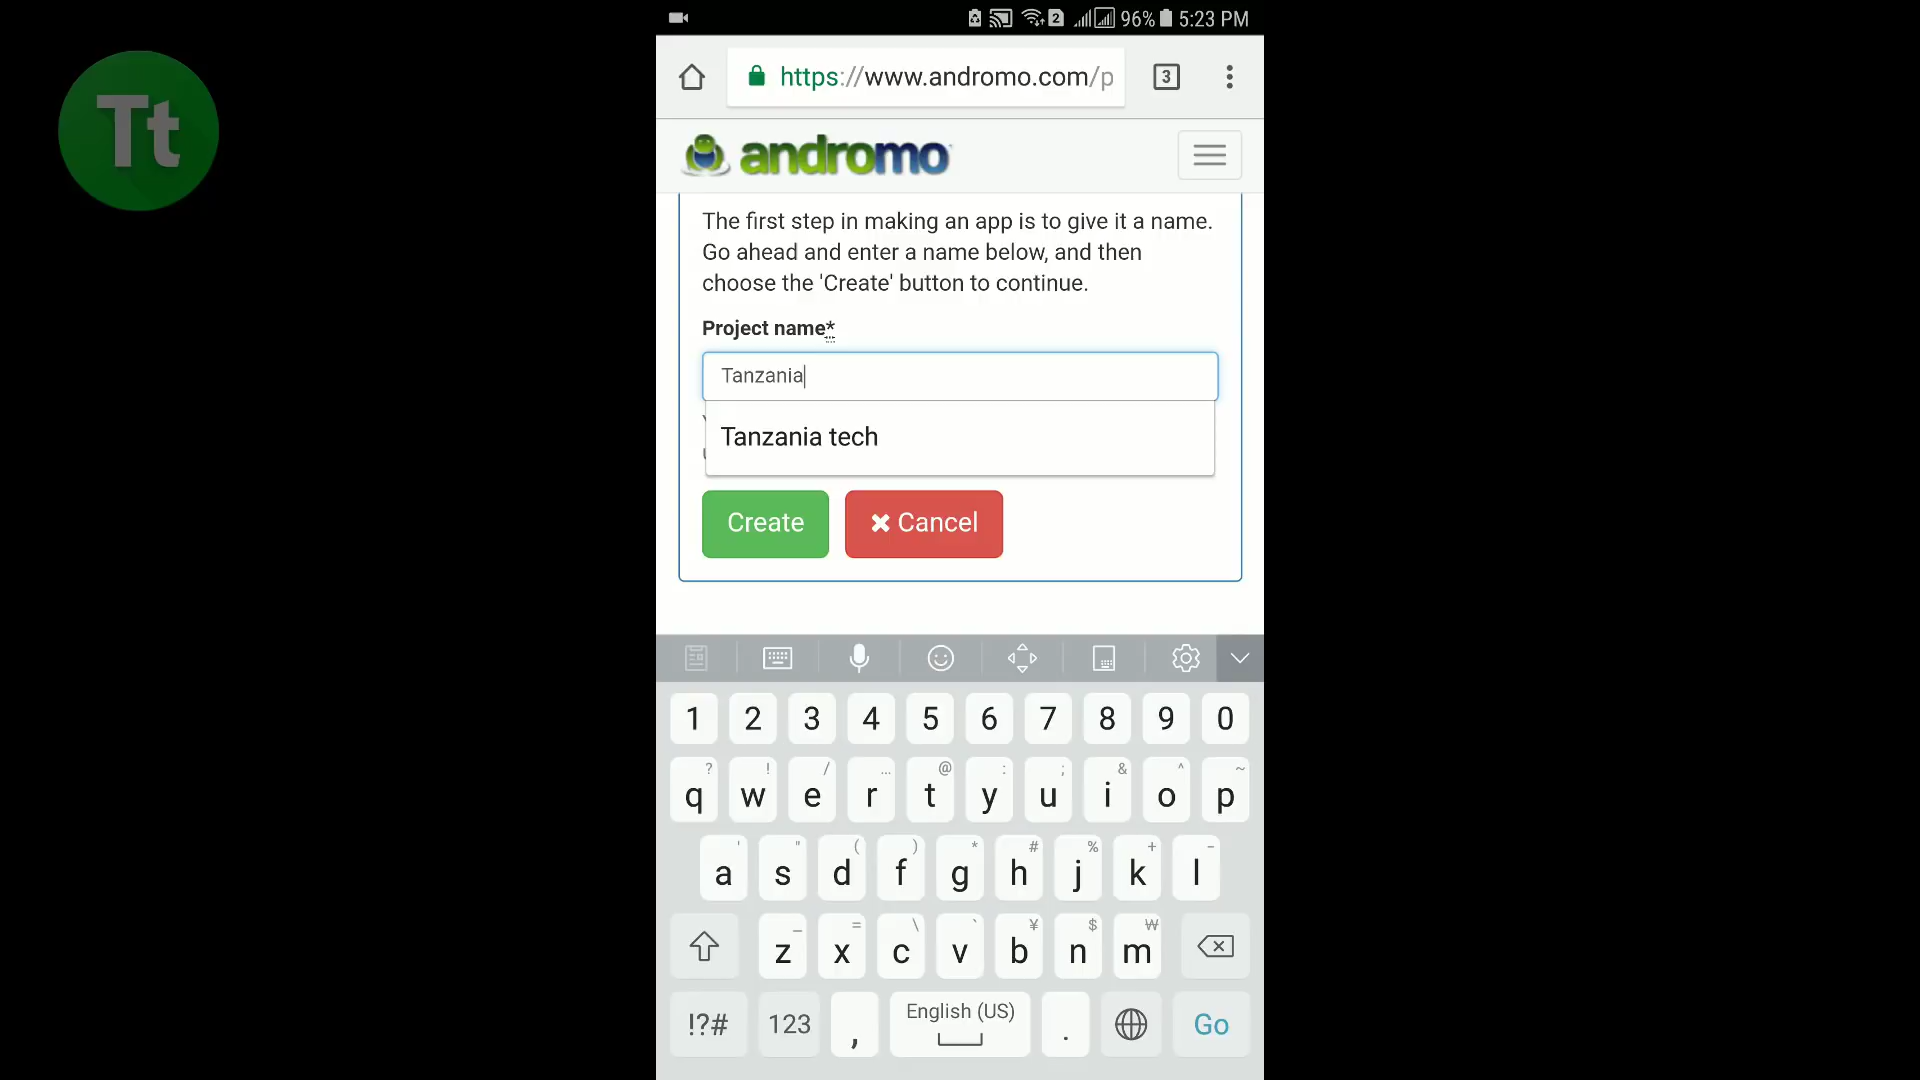 2 96% 5:23 PM
Tt
https://www.andromo.com/p
3
andromo
The first step in making an app is to give it a name.
Go ahead and enter a name below, and then
choose the 'Create' button to continue.
Project name*
Tanzania
Tanzania tech
Create
Cancel
1 2 3 4 5 6 7 8 9 0
? ! / ... @ : ; & ^ ~
q w e r t y u i o p
' " ( ) * # % + -
a s d f g h j k l
_ = \ ` ¥ $ ₩
z x c v b n m
!?# 123 , English (US) . Go